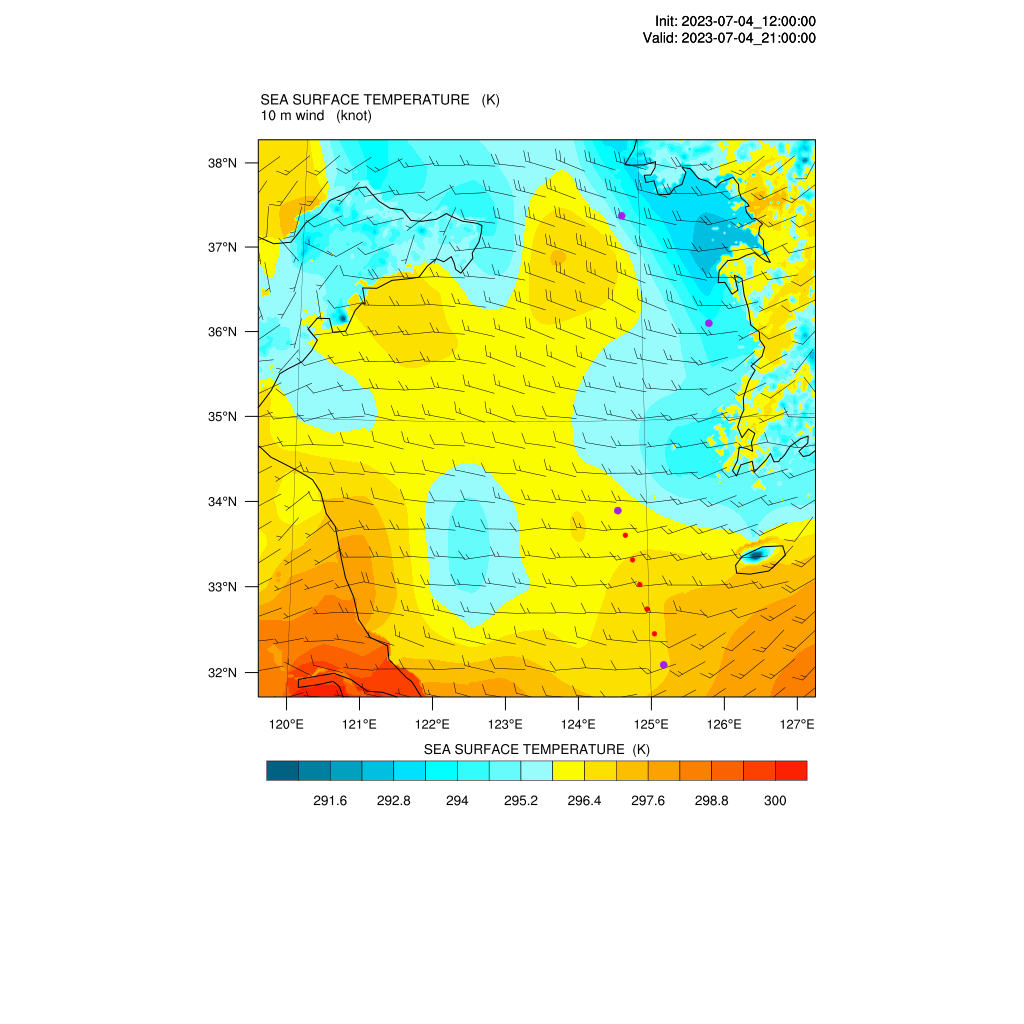 Init: 2023-07-04_12:00:00
Valid: 2023-07-04_21:00:00
SEA SURFACE TEMPERATURE (K)
10 m wind (knot)
38°N
37°N
36°N
35°N
34°N
33°N
32°N
120°E 121°E 122°E 123°E 124°E 125°E 126°E 127°E
SEA SURFACE TEMPERATURE (K)
291.6 292.8 294 295.2 296.4 297.6 298.8 300